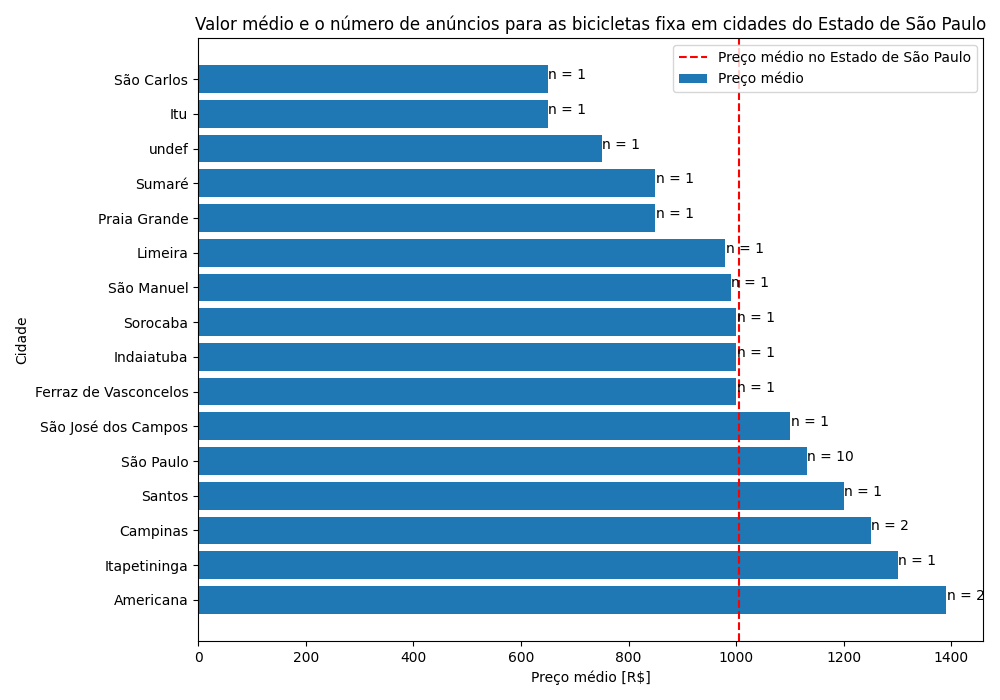 Valor médio e o número de anúncios para as bicicletas fixa em cidades do Estado de São Paulo
Preço médio no Estado de São Paulo
Preço médio
São Carlos n = 1
Itu n = 1
undef n = 1
Sumaré n = 1
Praia Grande n = 1
Limeira n = 1
São Manuel n = 1
Sorocaba n = 1
Indaiatuba n = 1
Ferraz de Vasconcelos n = 1
São José dos Campos n = 1
São Paulo n = 10
Santos n = 1
Campinas n = 2
Itapetininga n = 1
Americana n = 2
Cidade
0 200 400 600 800 1000 1200 1400
Preço médio [R$]